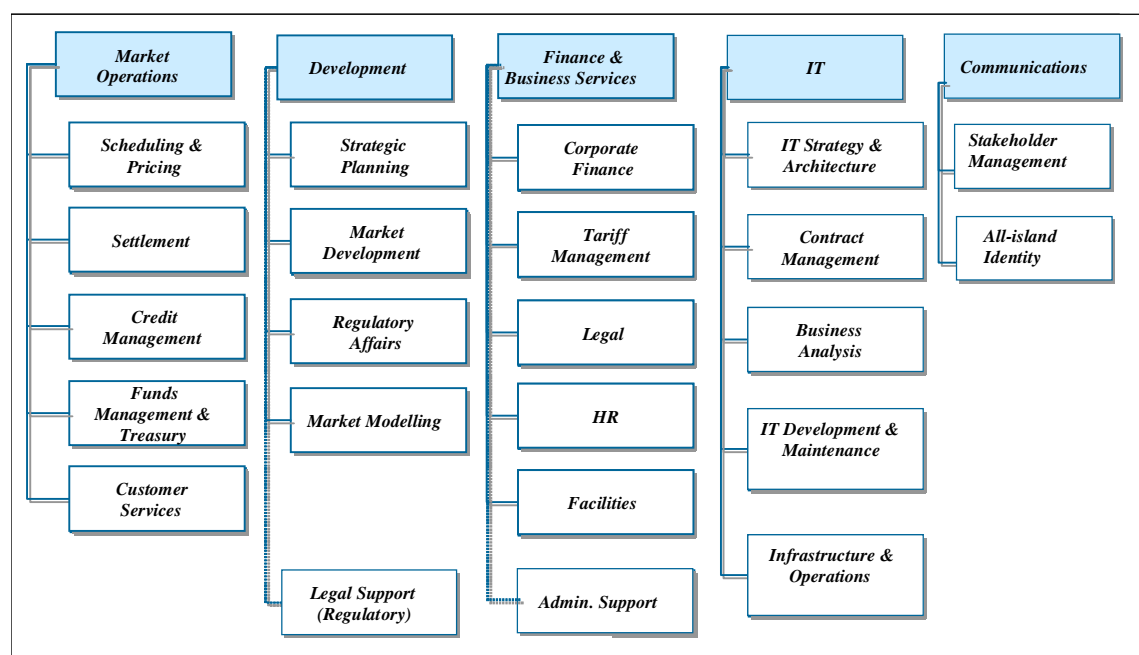 Market
Operations
Scheduling &
Pricing
Settlement
Credit
Management
Funds
Management &
Treasury
Customer
Services
Development
Strategic
Planning
Market
Development
Regulatory
Affairs
Market Modelling
Legal Support
(Regulatory)
Finance &
Business Services
Corporate
Finance
Tariff
Management
Legal
HR
Facilities
Admin. Support
IT
IT Strategy &
Architecture
Contract
Management
Business
Analysis
IT Development &
Maintenance
Infrastructure &
Operations
Communications
Stakeholder
Management
All-island
Identity